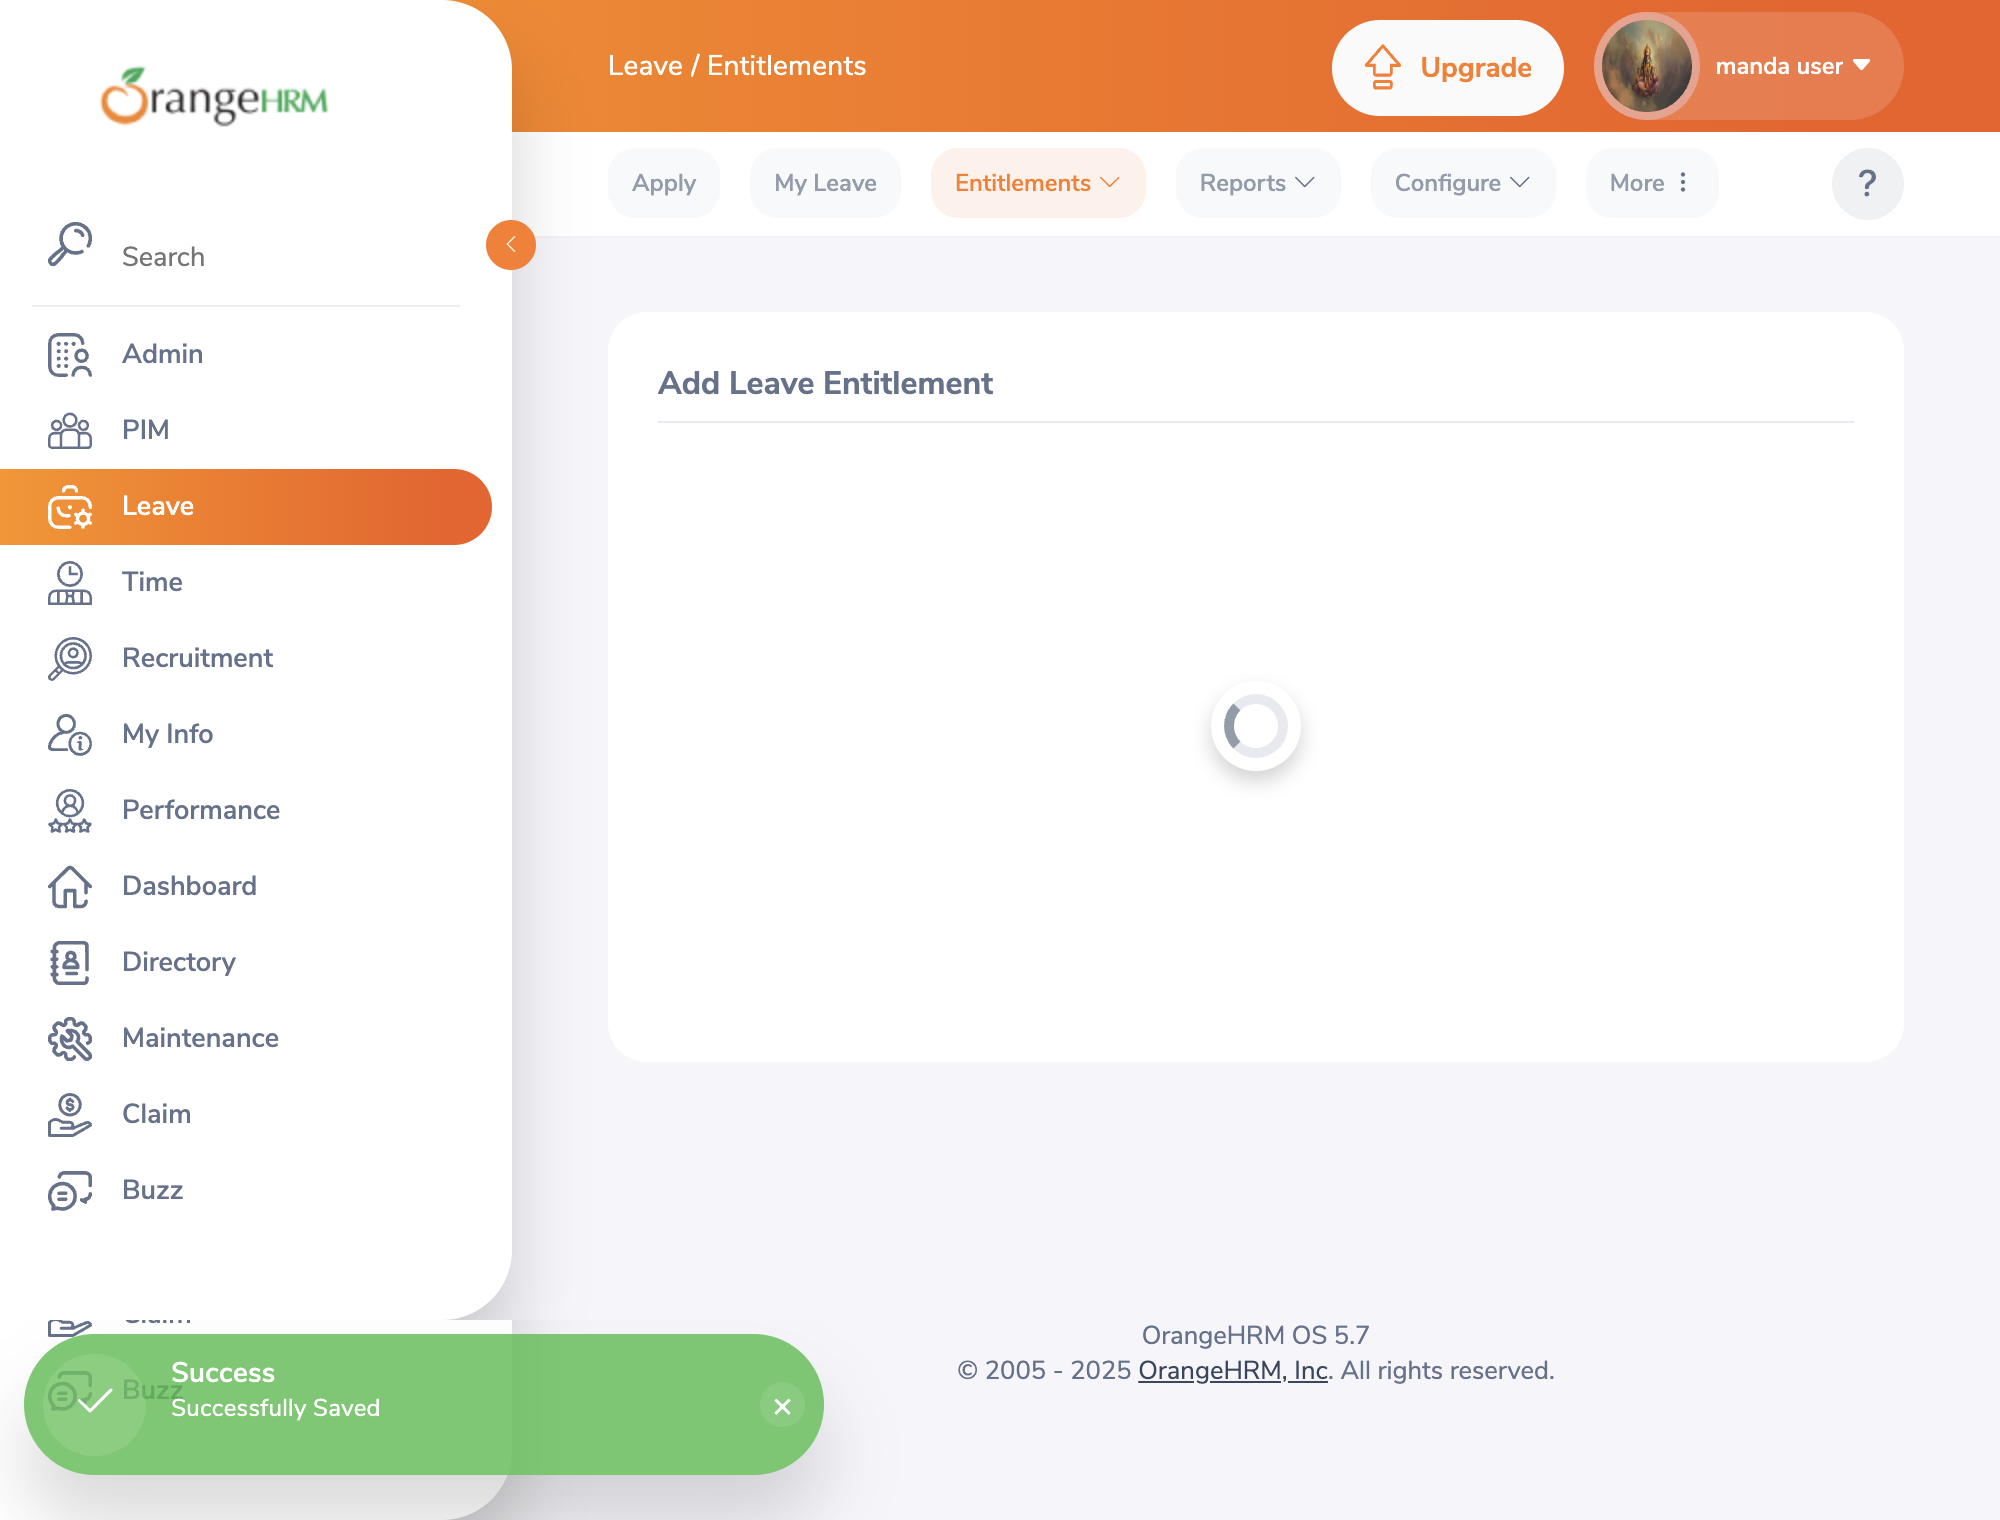 OrangeHRM
Leave / Entitlements
Upgrade
manda user
Apply
My Leave
Entitlements
Reports
Configure
More
?
Search
Admin
PIM
Leave
Time
Recruitment
My Info
Performance
Dashboard
Directory
Maintenance
Claim
Buzz
Add Leave Entitlement
Claim
Buzz
Success
Successfully Saved
OrangeHRM OS 5.7
© 2005 - 2025 OrangeHRM, Inc. All rights reserved.